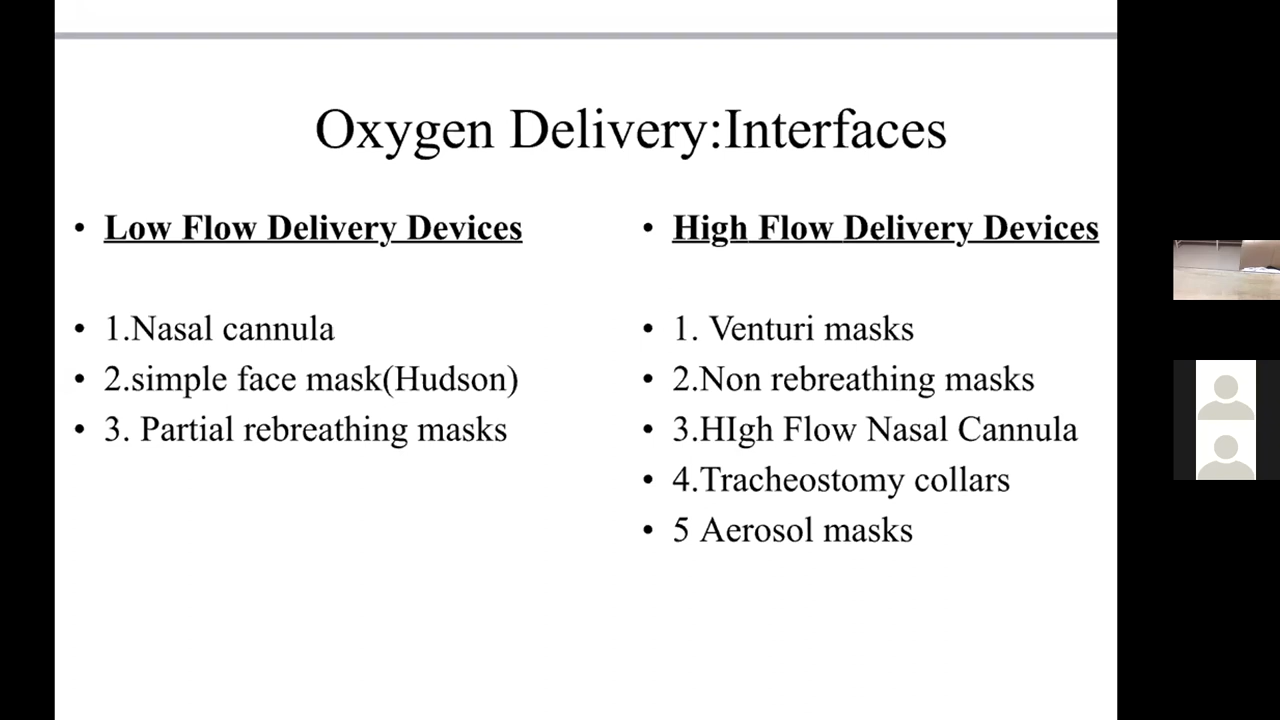 Oxygen Delivery:Interfaces
• Low Flow Delivery Devices
• 1.Nasal cannula
• 2.simple face mask(Hudson)
• 3. Partial rebreathing masks
• High Flow Delivery Devices
• 1. Venturi masks
• 2.Non rebreathing masks
• 3.HIgh Flow Nasal Cannula
• 4.Tracheostomy collars
• 5 Aerosol masks